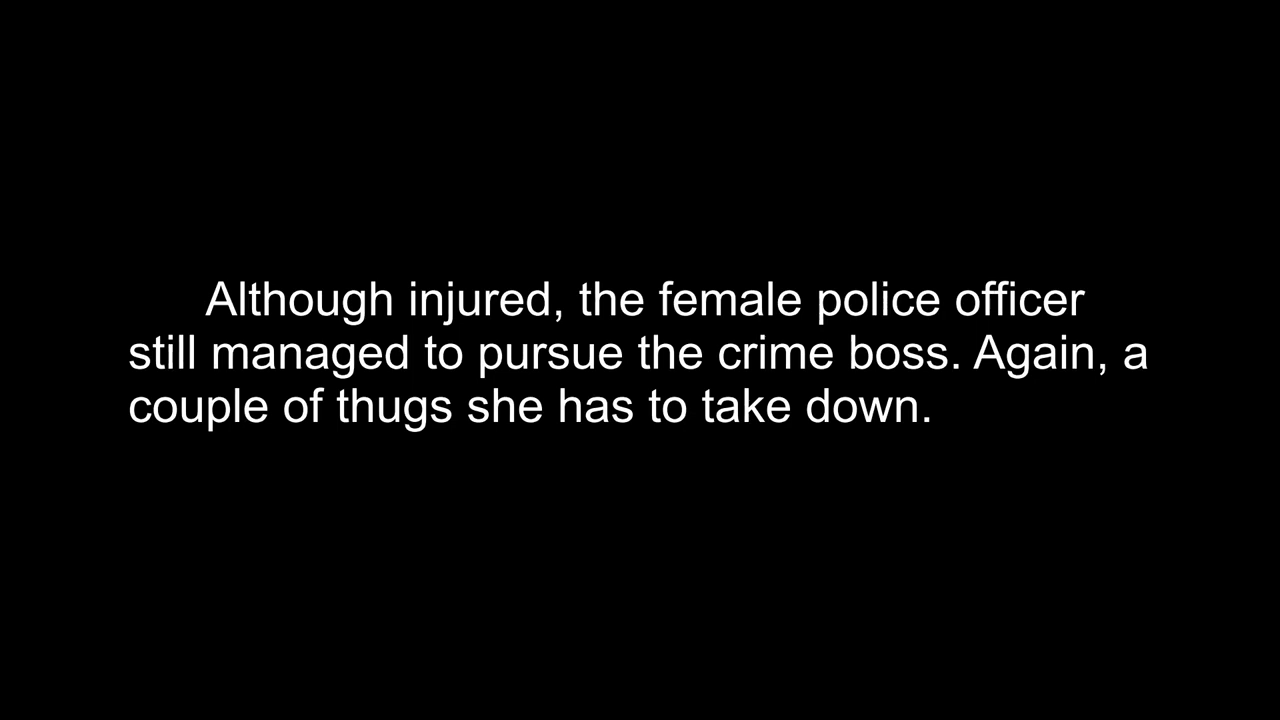 Although injured, the female police officer
still managed to pursue the crime boss. Again, a
couple of thugs she has to take down.